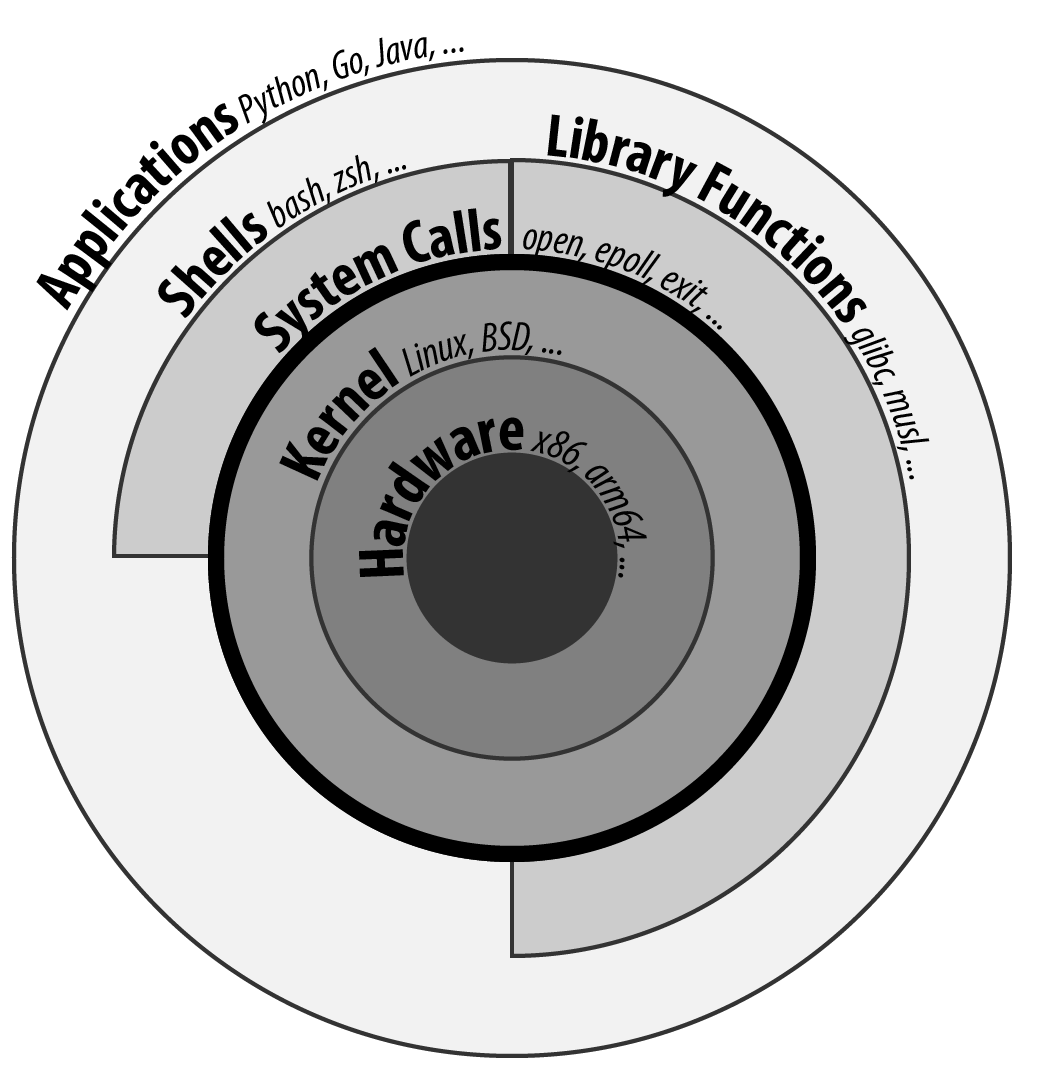 Applications Python, Go, Java, ...
Shells bash, zsh, ...
Library Functions glibc, musl, ...
System Calls open, epoll, exit, ...
Kernel Linux, BSD, ...
Hardware x86, arm64, ...